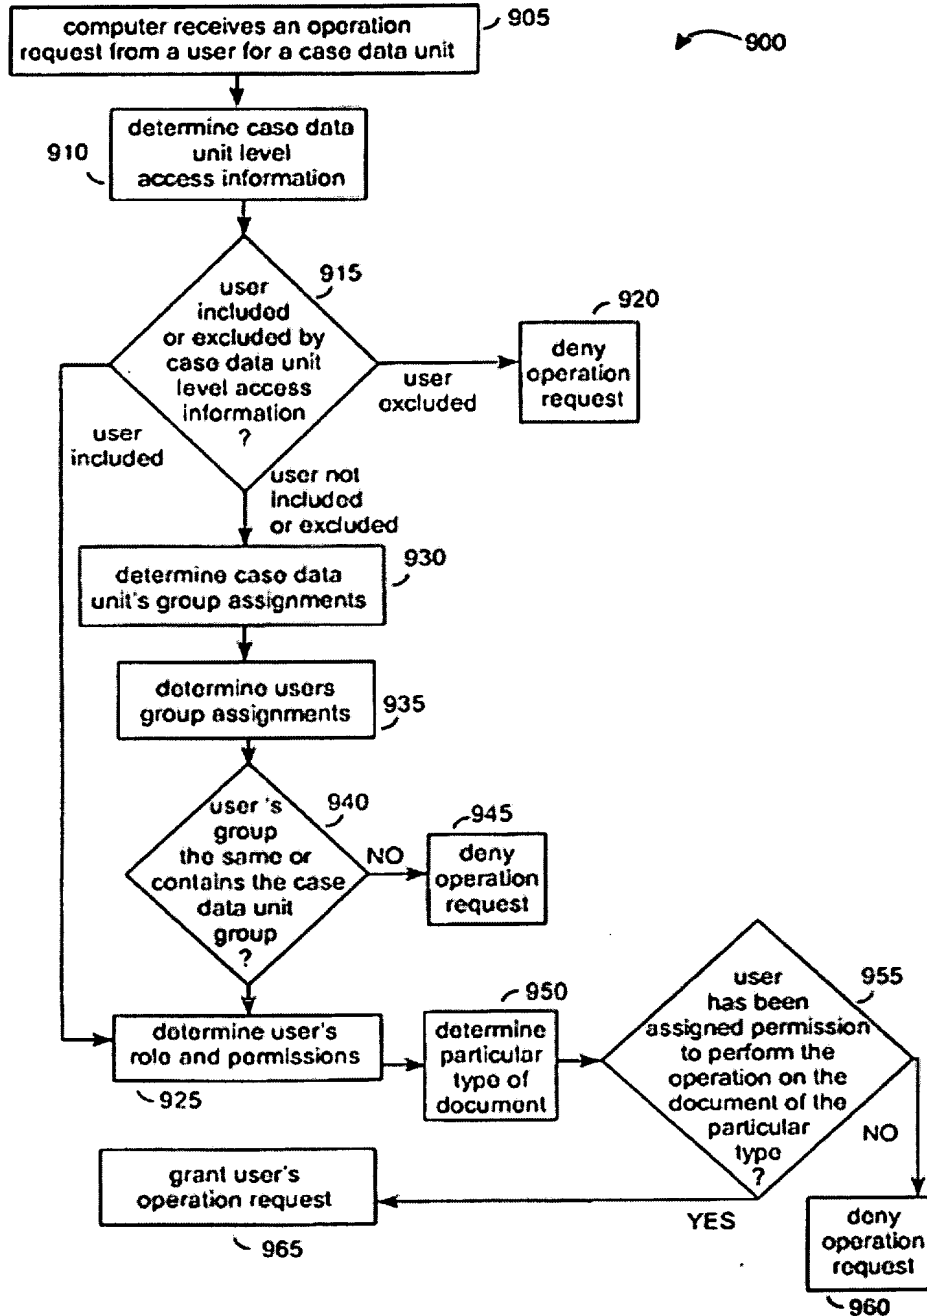 computer receives an operation
request from a user for a case data unit
905
900
determine case data
unit level
access information
910
915
user
included
or excluded by
case data unit
level access
information
?
920
deny
operation
request
user
excluded
user
included
user not
included
or excluded
930
determine case data
unit's group assignments
determine users
group assignments
935
940
user's
group
the same or
contains the case
data unit
group
?
NO
945
deny
operation
request
determine user's
role and permissions
925
950
determine
particular
type of
document
955
user
has been
assigned permission
to perform the
operation on the
document of the
particular
type
?
NO
YES
grant user's
operation request
965
deny
operation
request
960